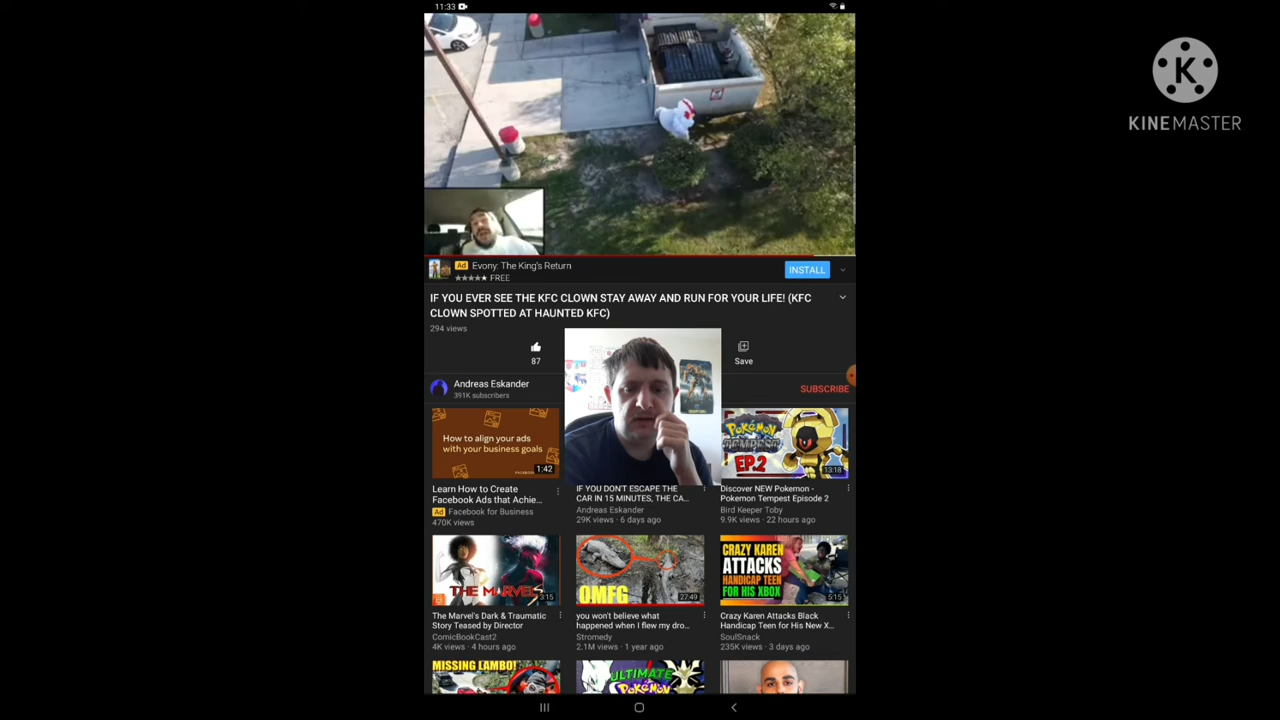 11:33
K
KINEMASTER
Ad Evony: The King's Return
FREE
INSTALL
IF YOU EVER SEE THE KFC CLOWN STAY AWAY AND RUN FOR YOUR LIFE! (KFC
CLOWN SPOTTED AT HAUNTED KFC)
294 views
87
Save
Andreas Eskander
391K subscribers
SUBSCRIBE
How to align your ads
with your business goals
1:42
Learn How to Create
Facebook Ads that Achie...
Ad Facebook for Business
470K views
IF YOU DON'T ESCAPE THE
CAR IN 15 MINUTES, THE CA...
Andreas Eskander
29K views · 6 days ago
POKéMON
TEMPEST
EP.2
13:18
Discover NEW Pokemon -
Pokemon Tempest Episode 2
Bird Keeper Toby
9.9K views · 22 hours ago
THE MARVELS
3:15
The Marvel's Dark & Traumatic
Story Teased by Director
ComicBookCast2
4K views · 4 hours ago
OMFG
27:49
you won't believe what
happened when I flew my dro...
Stromedy
2.1M views · 1 year ago
CRAZY KAREN
ATTACKS
HANDICAP TEEN
FOR HIS XBOX
5:15
Crazy Karen Attacks Black
Handicap Teen for His New X...
SoulSnack
235K views · 3 days ago
MISSING LAMBO!
ULTIMATE
POKéMON